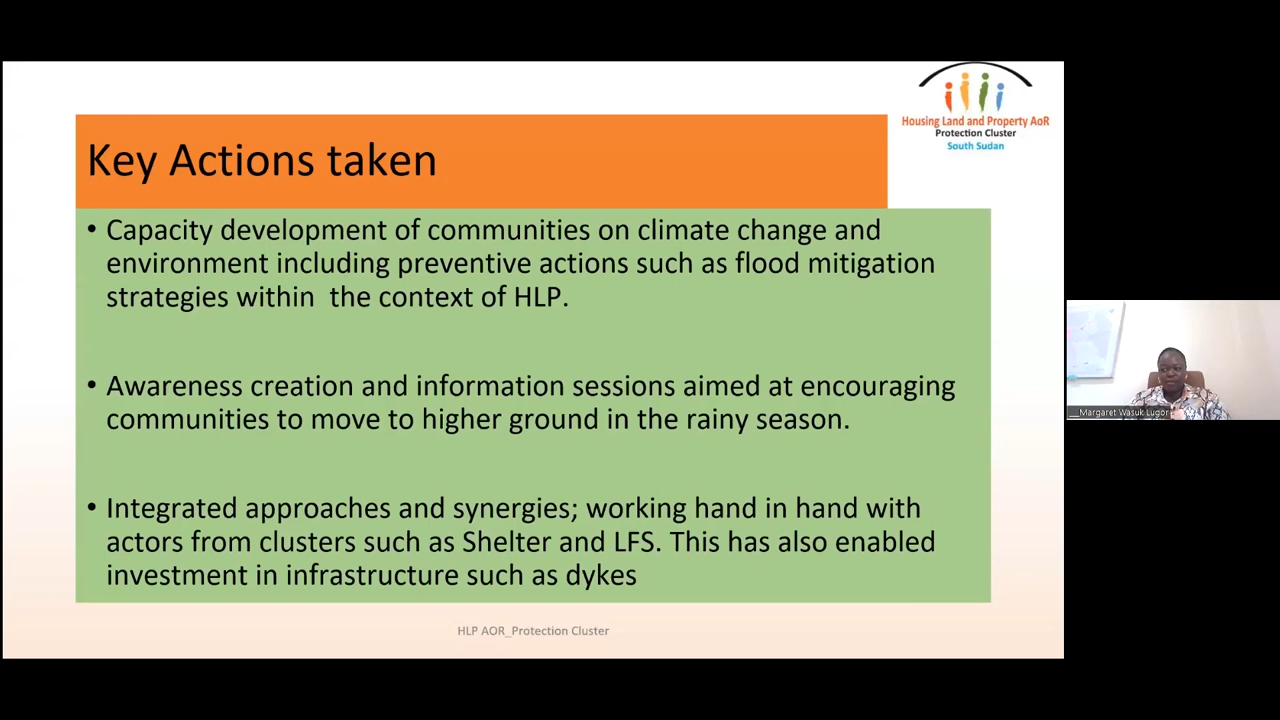 Housing Land and Property AoR
Protection Cluster
South Sudan
Key Actions taken
• Capacity development of communities on climate change and
environment including preventive actions such as flood mitigation
strategies within the context of HLP.
• Awareness creation and information sessions aimed at encouraging
communities to move to higher ground in the rainy season.
• Integrated approaches and synergies; working hand in hand with
actors from clusters such as Shelter and LFS. This has also enabled
investment in infrastructure such as dykes
HLP AOR_Protection Cluster
__Margaret Wasuk Lugor